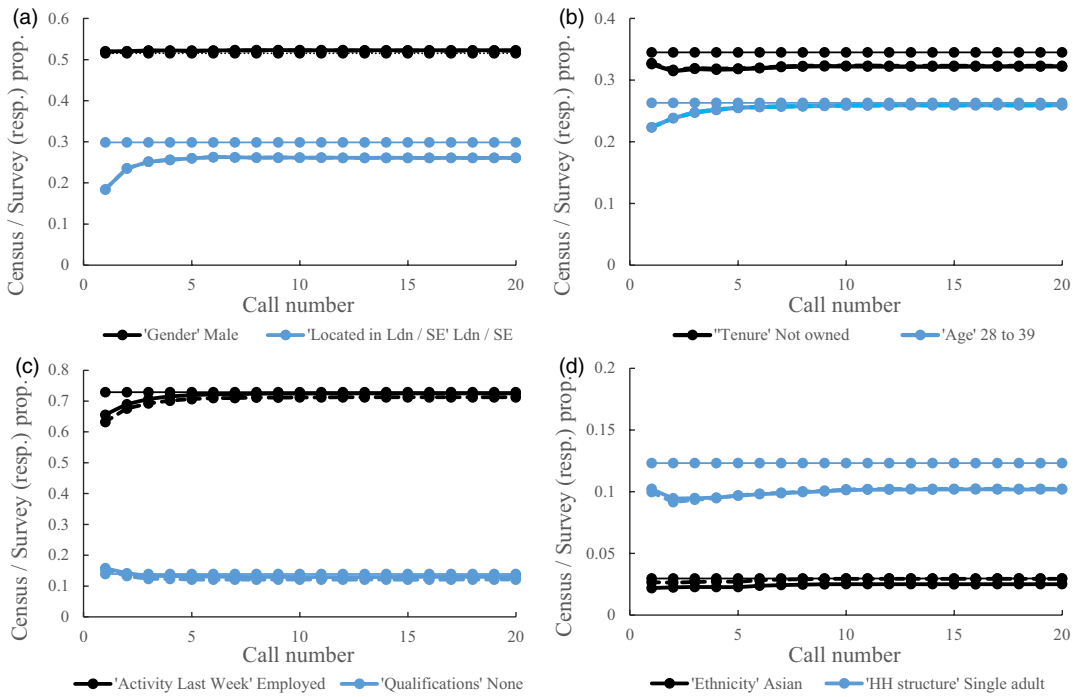 (a)
Census / Survey (resp.) prop.
0.6
0.5
0.4
0.3
0.2
0.1
0
0 5 10 15 20
Call number
'Gender' Male 'Located in Ldn / SE' Ldn / SE
(b)
Census / Survey (resp.) prop.
0.4
0.3
0.2
0.1
0
0 5 10 15 20
Call number
"Tenure' Not owned 'Age' 28 to 39
(c)
Census / Survey (resp.) prop.
0.8
0.7
0.6
0.5
0.4
0.3
0.2
0.1
0
0 5 10 15 20
Call number
'Activity Last Week' Employed 'Qualifications' None
(d)
Census / Survey (resp.) prop.
0.2
0.15
0.1
0.05
0
0 5 10 15 20
Call number
'Ethnicity' Asian 'HH structure' Single adult